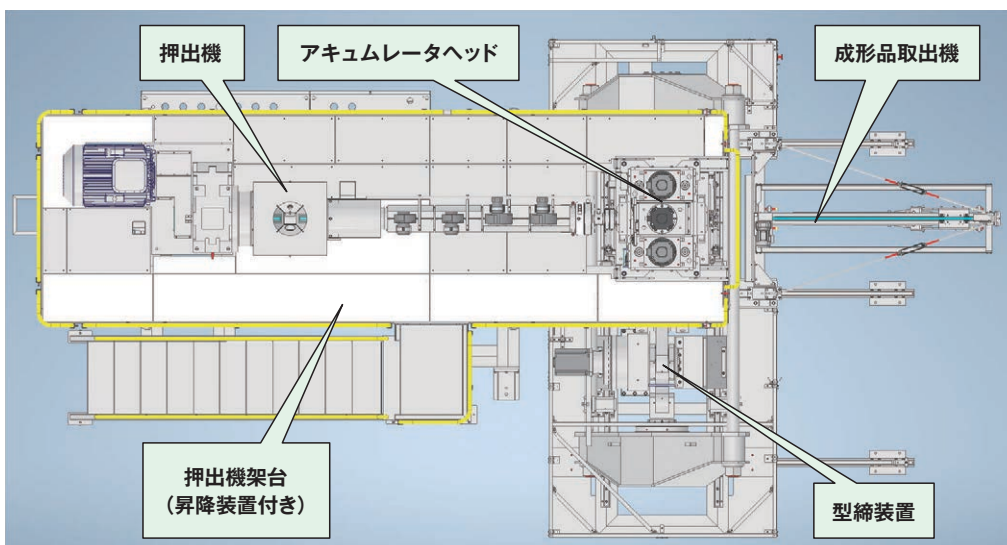 押出機
アキュムレータヘッド
成形品取出機
押出機架台
(昇降装置付き)
型締装置